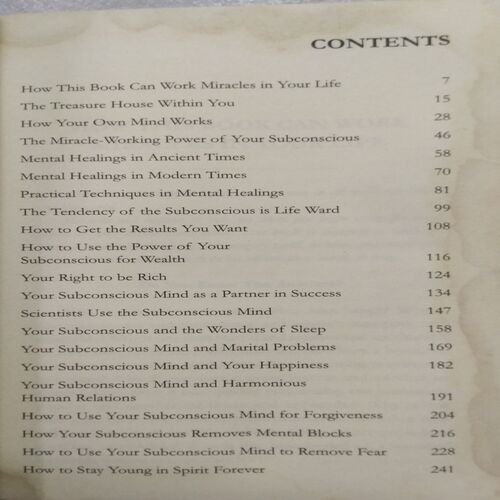 CONTENTS
How This Book Can Work Miracles in Your Life 7
The Treasure House Within You 15
How Your Own Mind Works 28
The Miracle-Working Power of Your Subconscious 46
Mental Healings in Ancient Times 58
Mental Healings in Modern Times 70
Practical Techniques in Mental Healings 81
The Tendency of the Subconscious is Life Ward 99
How to Get the Results You Want 108
How to Use the Power of Your
Subconscious for Wealth 116
Your Right to be Rich 124
Your Subconscious Mind as a Partner in Success 134
Scientists Use the Subconscious Mind 147
Your Subconscious and the Wonders of Sleep 158
Your Subconscious Mind and Marital Problems 169
Your Subconscious Mind and Your Happiness 182
Your Subconscious Mind and Harmonious
Human Relations 191
How to Use Your Subconscious Mind for Forgiveness 204
How Your Subconscious Removes Mental Blocks 216
How to Use Your Subconscious Mind to Remove Fear 228
How to Stay Young in Spirit Forever 241